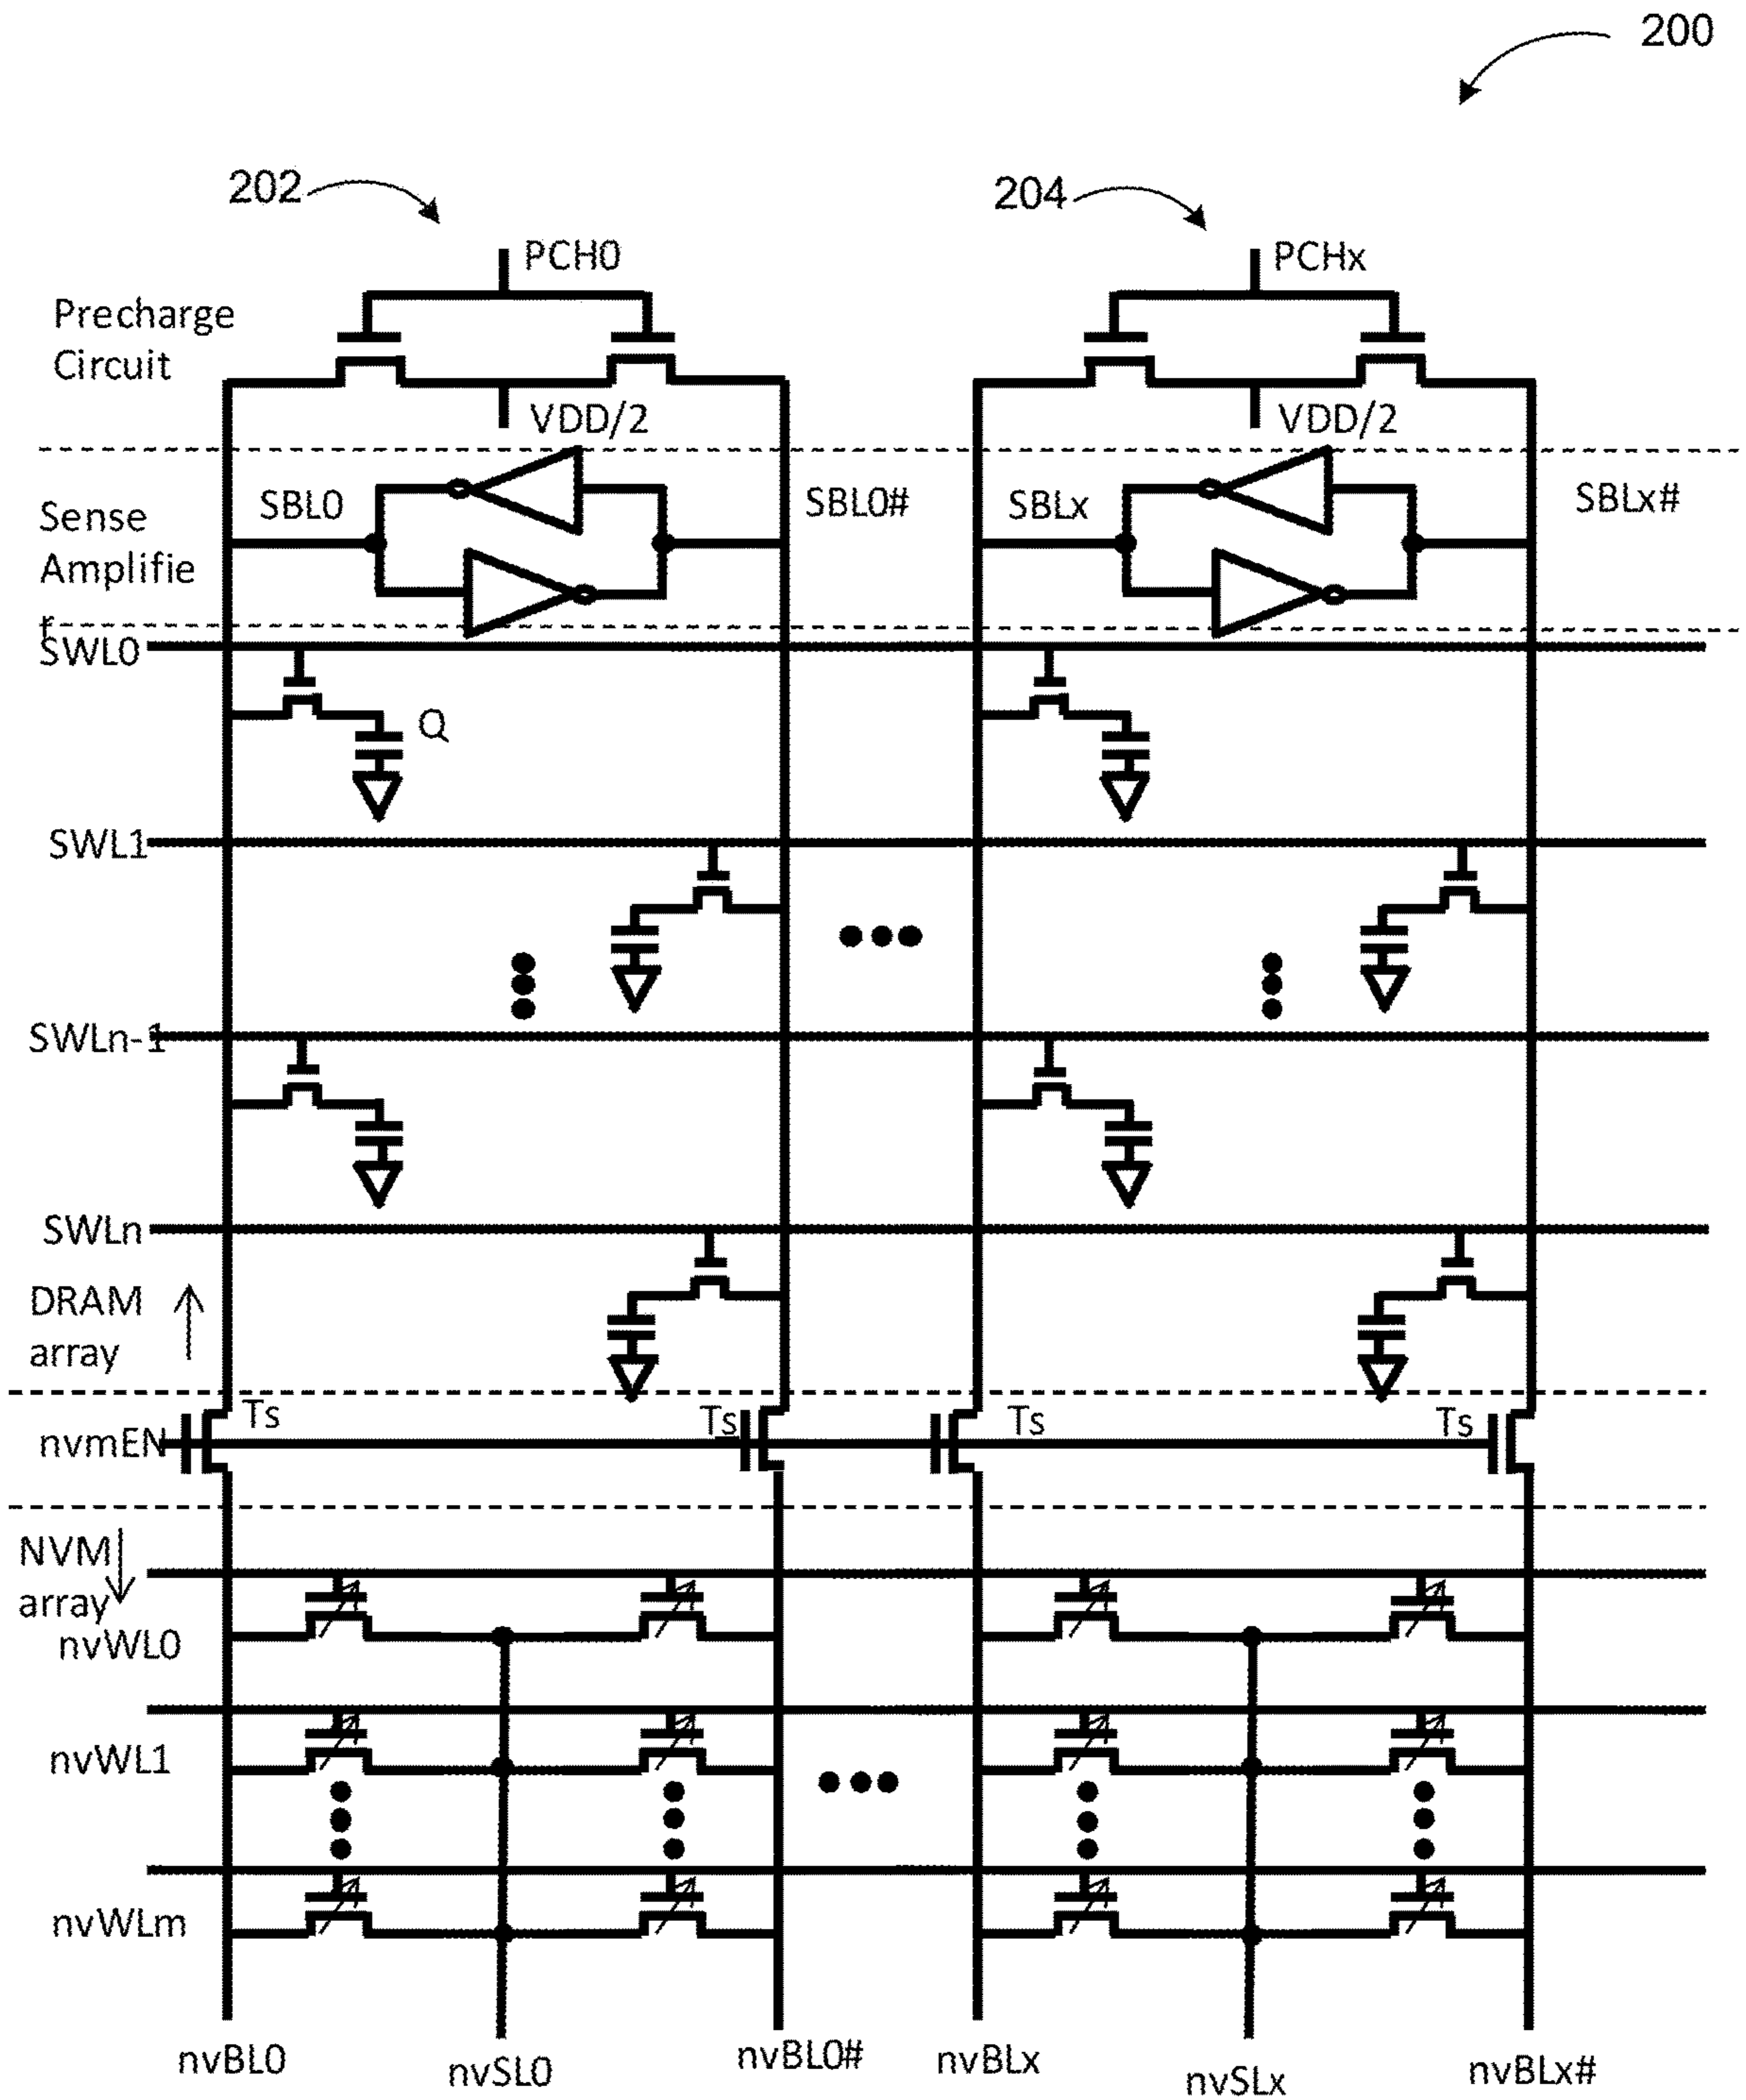 200
202
204
PCH0
PCHx
Precharge
Circuit
VDD/2
VDD/2
SBL0
SBL0#
SBLx
SBLx#
Sense
Amplifie
r
SWL0
Q
SWL1
SWLn-1
SWLn
DRAM
array
Ts
Ts
Ts
Ts
nvmEN
NVM
array
nvWL0
nvWL1
nvWLm
nvBL0
nvSL0
nvBL0#
nvBLx
nvSLx
nvBLx#